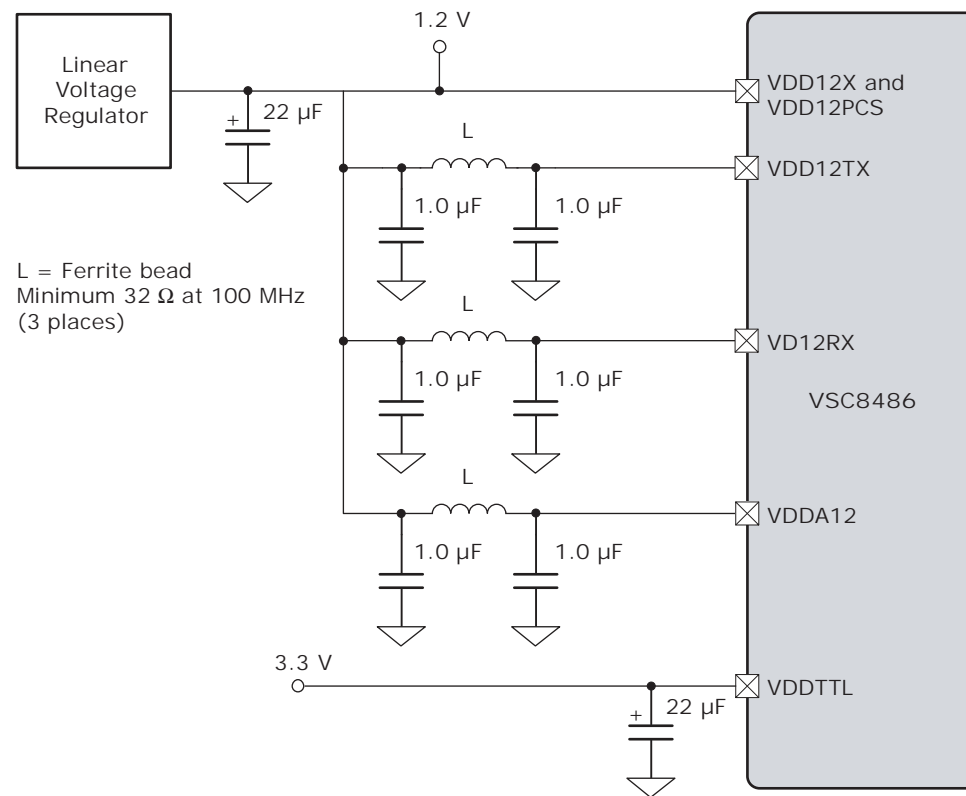 1.2 V
Linear
Voltage
Regulator
+
22 µF
VDD12X and
VDD12PCS
L
VDD12TX
1.0 µF
1.0 µF
L = Ferrite bead
Minimum 32 Ω at 100 MHz
(3 places)
L
VD12RX
1.0 µF
1.0 µF
VSC8486
L
VDDA12
1.0 µF
1.0 µF
3.3 V
VDDTTL
+
22 µF